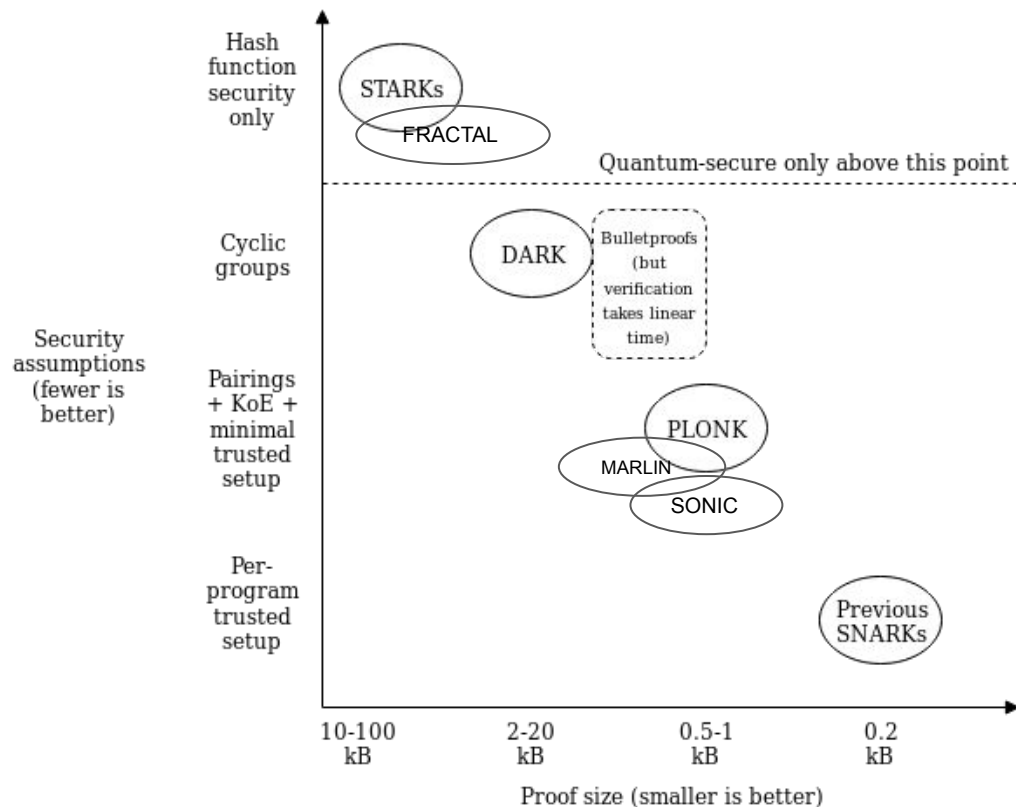 Hash
function
security
only
STARKs
FRACTAL
Quantum-secure only above this point
Cyclic
groups
DARK
Bulletproofs
(but
verification
takes linear
time)
Security
assumptions
(fewer is
better)
Pairings
+ KoE +
minimal
trusted
setup
PLONK
MARLIN
SONIC
Per-
program
trusted
setup
Previous
SNARKs
10-100
kB
2-20
kB
0.5-1
kB
0.2
kB
Proof size (smaller is better)